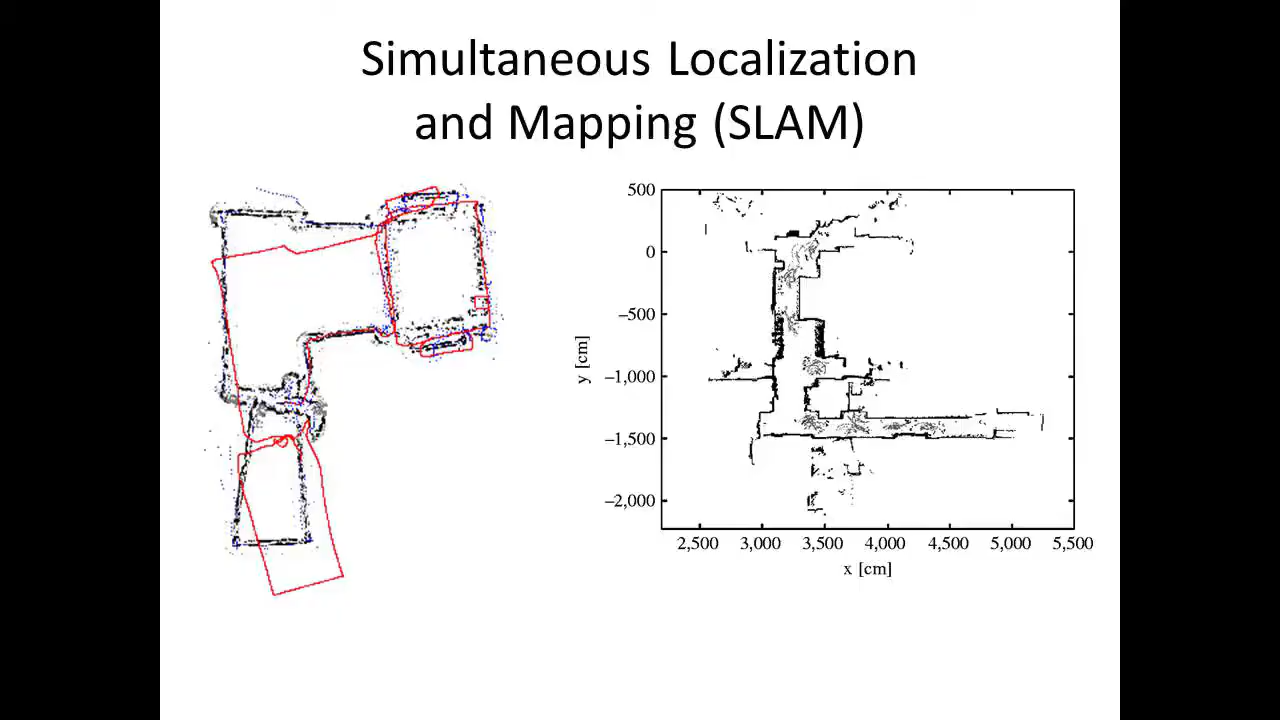 Simultaneous Localization
and Mapping (SLAM)
500
0
–500
–1,000
–1,500
–2,000
y [cm]
2,500 3,000 3,500 4,000 4,500 5,000 5,500
x [cm]